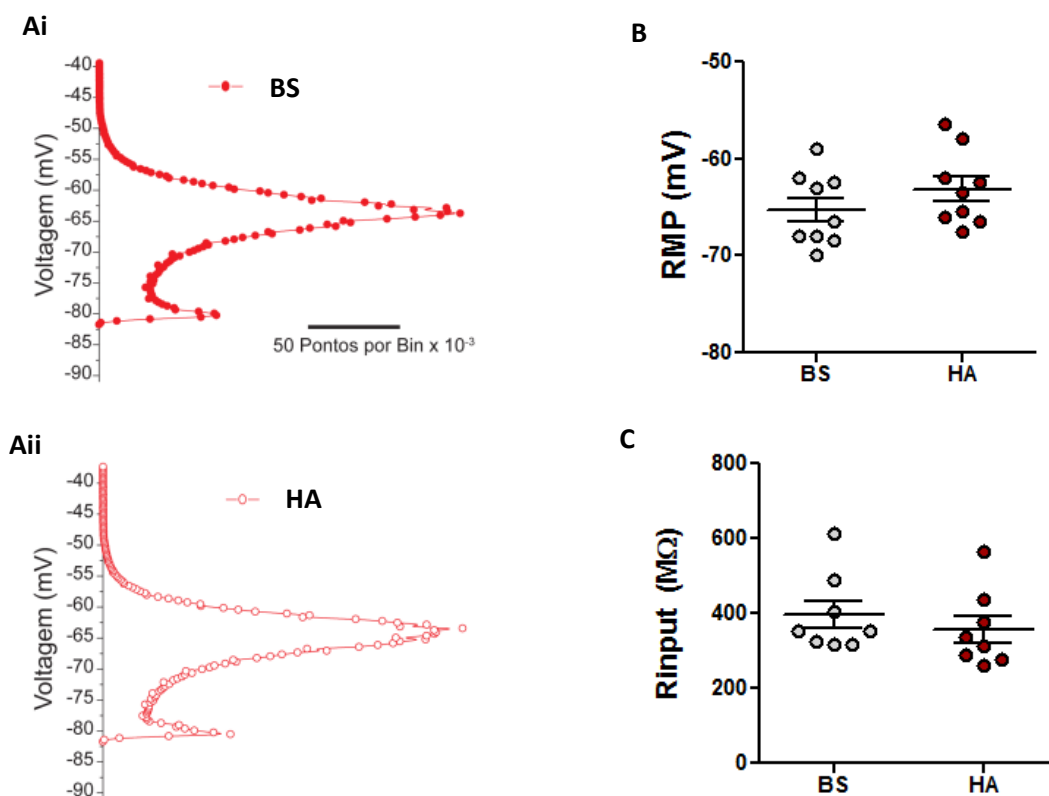 Ai
BS
Voltagem (mV)
-40
-45
-50
-55
-60
-65
-70
-75
-80
-85
-90
50 Pontos por Bin x 10⁻³
B
RMP (mV)
-50
-60
-70
-80
BS HA
Aii
HA
Voltagem (mV)
-40
-45
-50
-55
-60
-65
-70
-75
-80
-85
-90
C
Rinput (MΩ)
800
600
400
200
0
BS HA